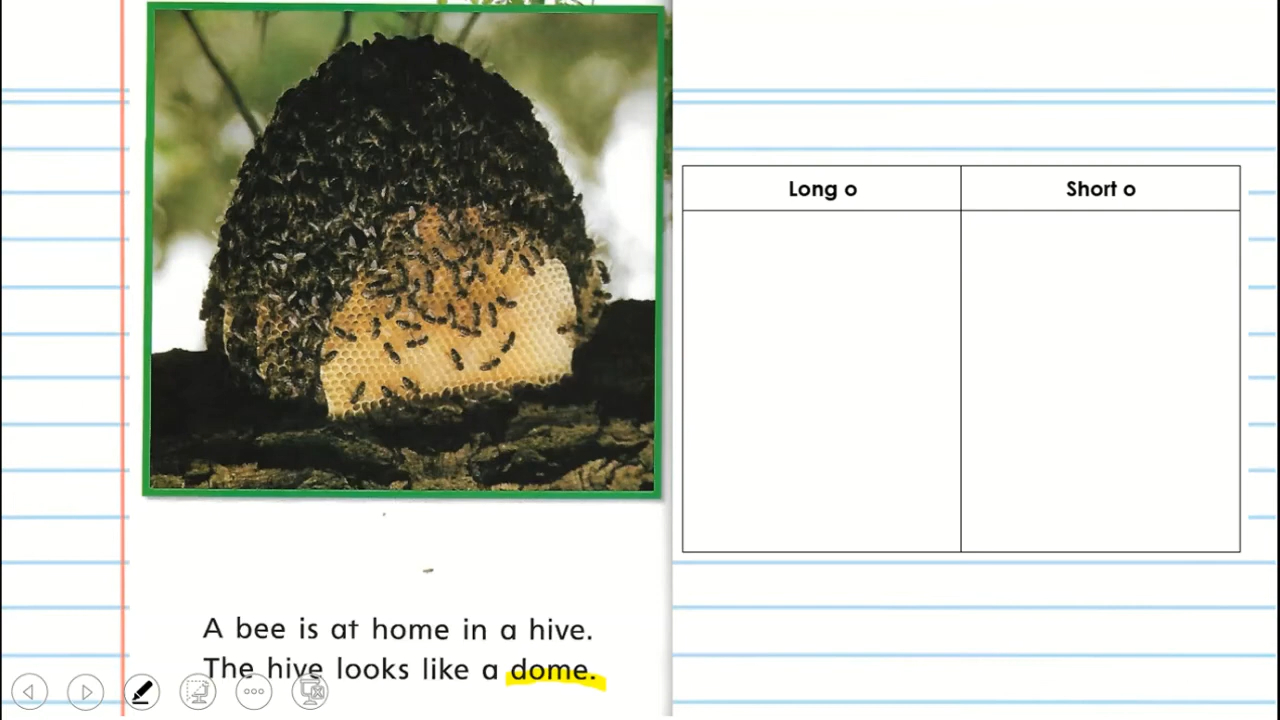 Long o
Short o
A bee is at home in a hive.
The hive looks like a dome.